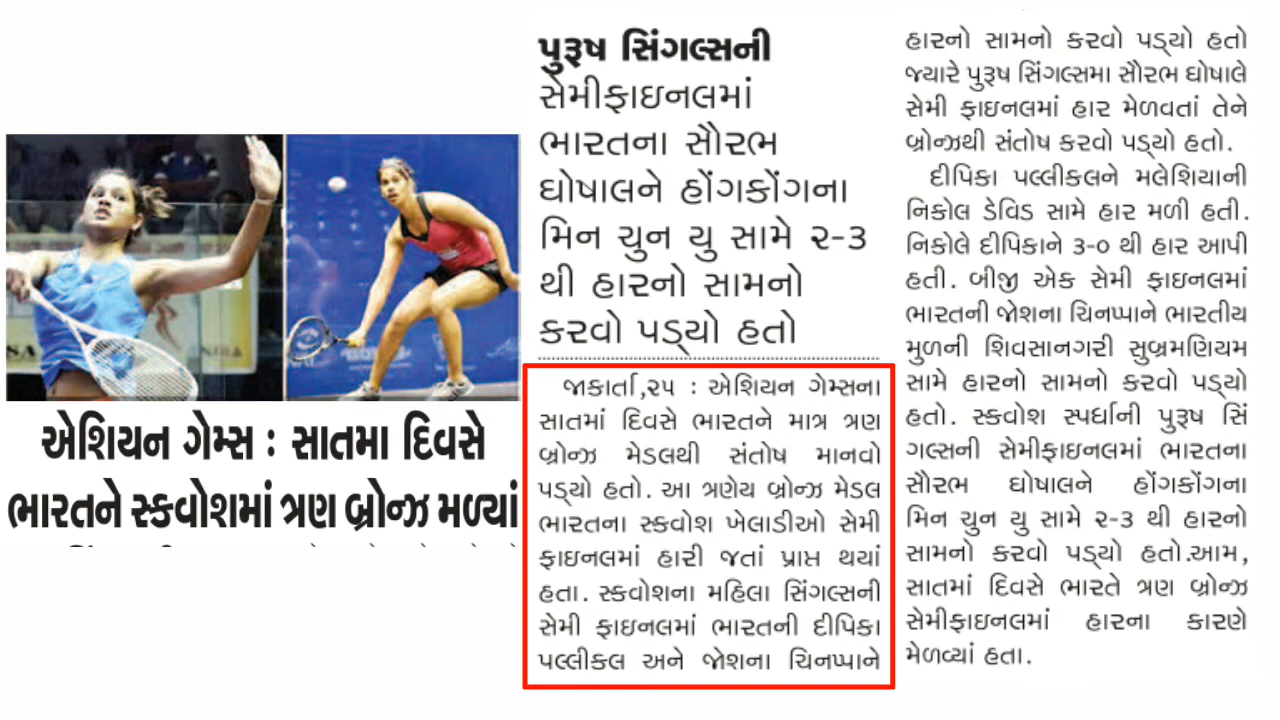 એશિયન ગેમ્સ : સાતમા દિવસે
ભારતને સ્કવોશમાં ત્રણ બ્રોન્ઝ મળ્યાં
પુરૂષ સિંગલ્સની
સેમીફાઇનલમાં
ભારતના સૌરભ
ઘોષાલને હોંગકોંગના
મિન ચુન યુ સામે ૨-૩
થી હારનો સામનો
કરવો પડ્યો હતો
જાકાર્તા,૨૫ : એશિયન ગેમ્સના
સાતમાં દિવસે ભારતને માત્ર ત્રણ
બ્રોન્ઝ મેડલથી સંતોષ માનવો
પડ્યો હતો. આ ત્રણેય બ્રોન્ઝ મેડલ
ભારતના સ્કવોશ ખેલાડીઓ સેમી
ફાઇનલમાં હારી જતાં પ્રાપ્ત થયાં
હતા. સ્કવોશના મહિલા સિંગલ્સની
સેમી ફાઇનલમાં ભારતની દીપિકા
પલ્લીકલ અને જોશના ચિનપ્પાને
હારનો સામનો કરવો પડ્યો હતો
જ્યારે પુરૂષ સિંગલ્સમા સૌરભ ઘોષાલે
સેમી ફાઇનલમાં હાર મેળવતાં તેને
બ્રોન્ઝથી સંતોષ કરવો પડ્યો હતો.
દીપિકા પલ્લીકલને મલેશિયાની
નિકોલ ડેવિડ સામે હાર મળી હતી.
નિકોલે દીપિકાને ૩-૦ થી હાર આપી
હતી. બીજી એક સેમી ફાઇનલમાં
ભારતની જોશના ચિનપ્પાને ભારતીય
મુળની શિવસાનગરી સુબ્રમણિયમ
સામે હારનો સામનો કરવો પડ્યો
હતો. સ્કવોશ સ્પર્ધાની પુરૂષ સિં
ગલ્સની સેમીફાઇનલમાં ભારતના
સૌરભ ઘોષાલને હોંગકોંગના
મિન ચુન યુ સામે ૨-૩ થી હારનો
સામનો કરવો પડ્યો હતો.આમ,
સાતમાં દિવસે ભારતે ત્રણ બ્રોન્ઝ
સેમીફાઇનલમાં હારના કારણે
મેળવ્યાં હતા.